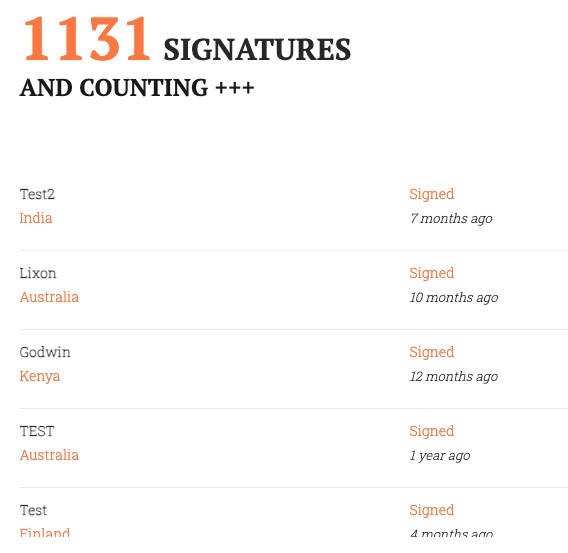 1131 SIGNATURES
AND COUNTING +++
Test2 Signed
India 7 months ago
Lixon Signed
Australia 10 months ago
Godwin Signed
Kenya 12 months ago
TEST Signed
Australia 1 year ago
Test Signed
Finland 4 months ago